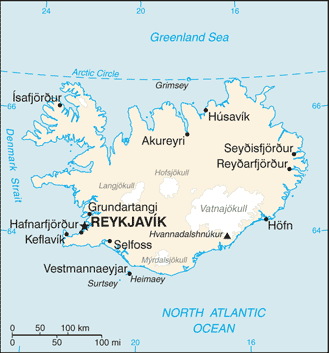 24
20
16
Greenland Sea
Arctic Circle
Grimsey
Ísafjörður
66
66
Húsavík
Akureyri
Denmark Strait
Seyðisfjörður
Reyðarfjörður
Hofsjökull
Langjökull
Vatnajökull
Grundartangi
Hafnarfjörður
REYKJAVÍK
Höfn
Hvannadalshnúkur
Keflavík
64
64
Selfoss
Mýrdalsjökull
Vestmannaeyjar
Heimaey
Surtsey
0 50 100 km
0 50 100 mi
NORTH ATLANTIC
OCEAN
20
16